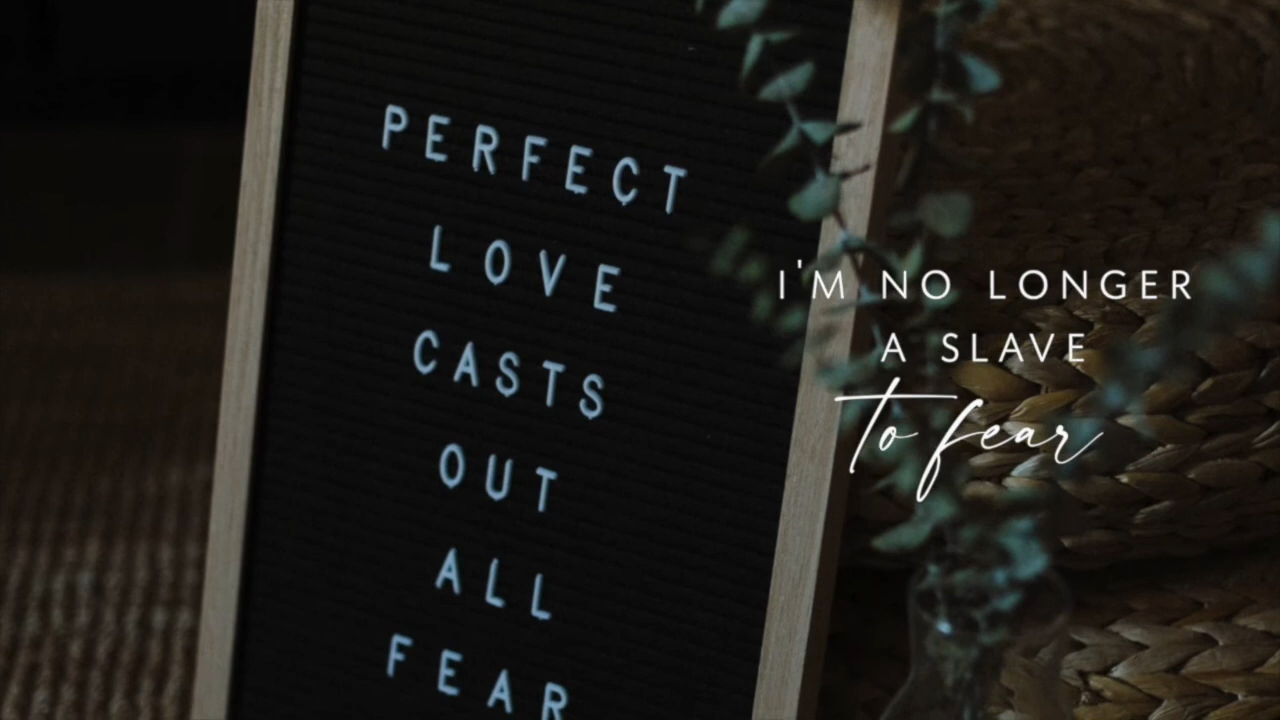 PERFECT
LOVE
CASTS
OUT
ALL
FEAR
I'M NO LONGER
A SLAVE
to fear